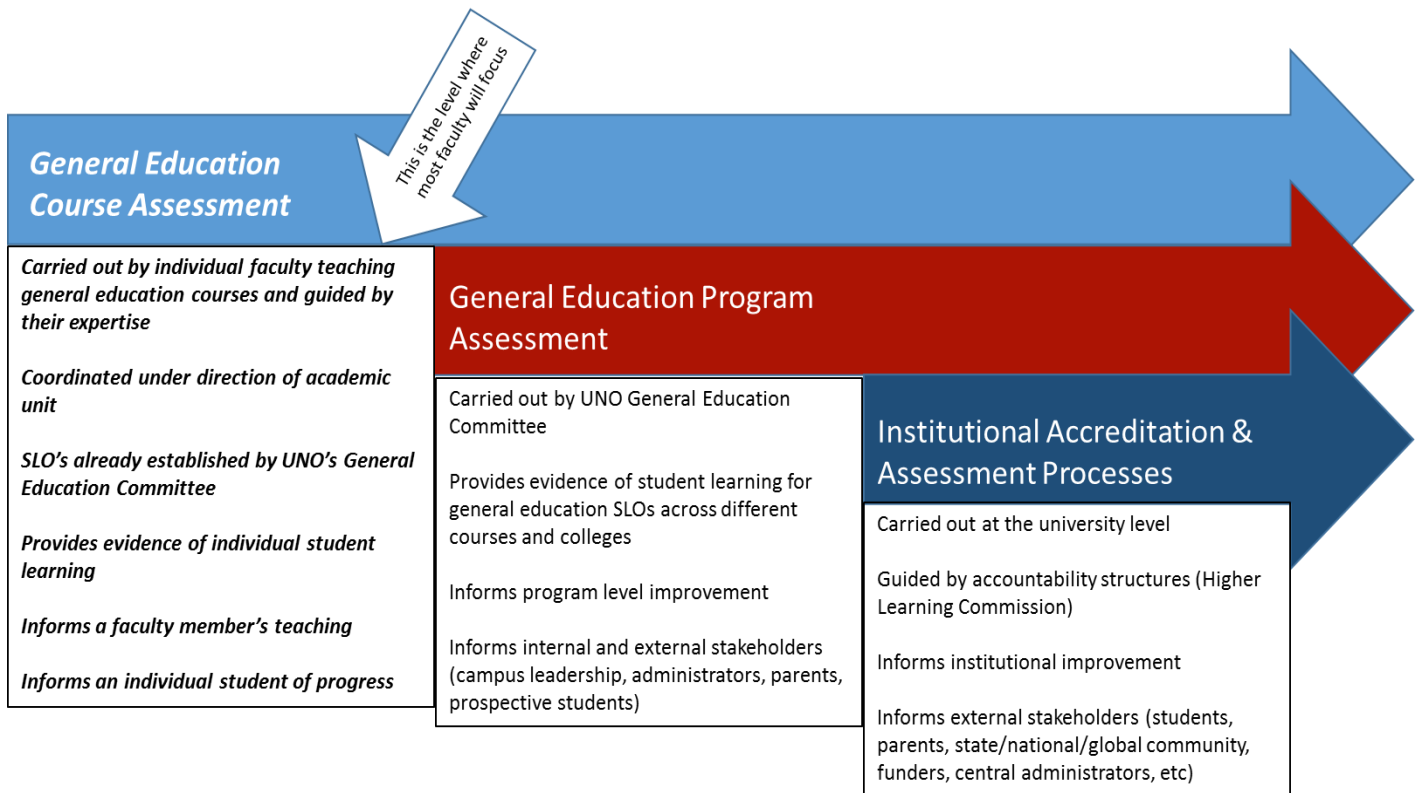 This is the level where
most faculty will focus
General Education
Course Assessment
Carried out by individual faculty teaching
general education courses and guided by
their expertise
Coordinated under direction of academic
unit
SLO's already established by UNO's General
Education Committee
Provides evidence of individual student
learning
Informs a faculty member's teaching
Informs an individual student of progress
General Education Program
Assessment
Carried out by UNO General Education
Committee
Provides evidence of student learning for
general education SLOs across different
courses and colleges
Informs program level improvement
Informs internal and external stakeholders
(campus leadership, administrators, parents,
prospective students)
Institutional Accreditation &
Assessment Processes
Carried out at the university level
Guided by accountability structures (Higher
Learning Commission)
Informs institutional improvement
Informs external stakeholders (students,
parents, state/national/global community,
funders, central administrators, etc)